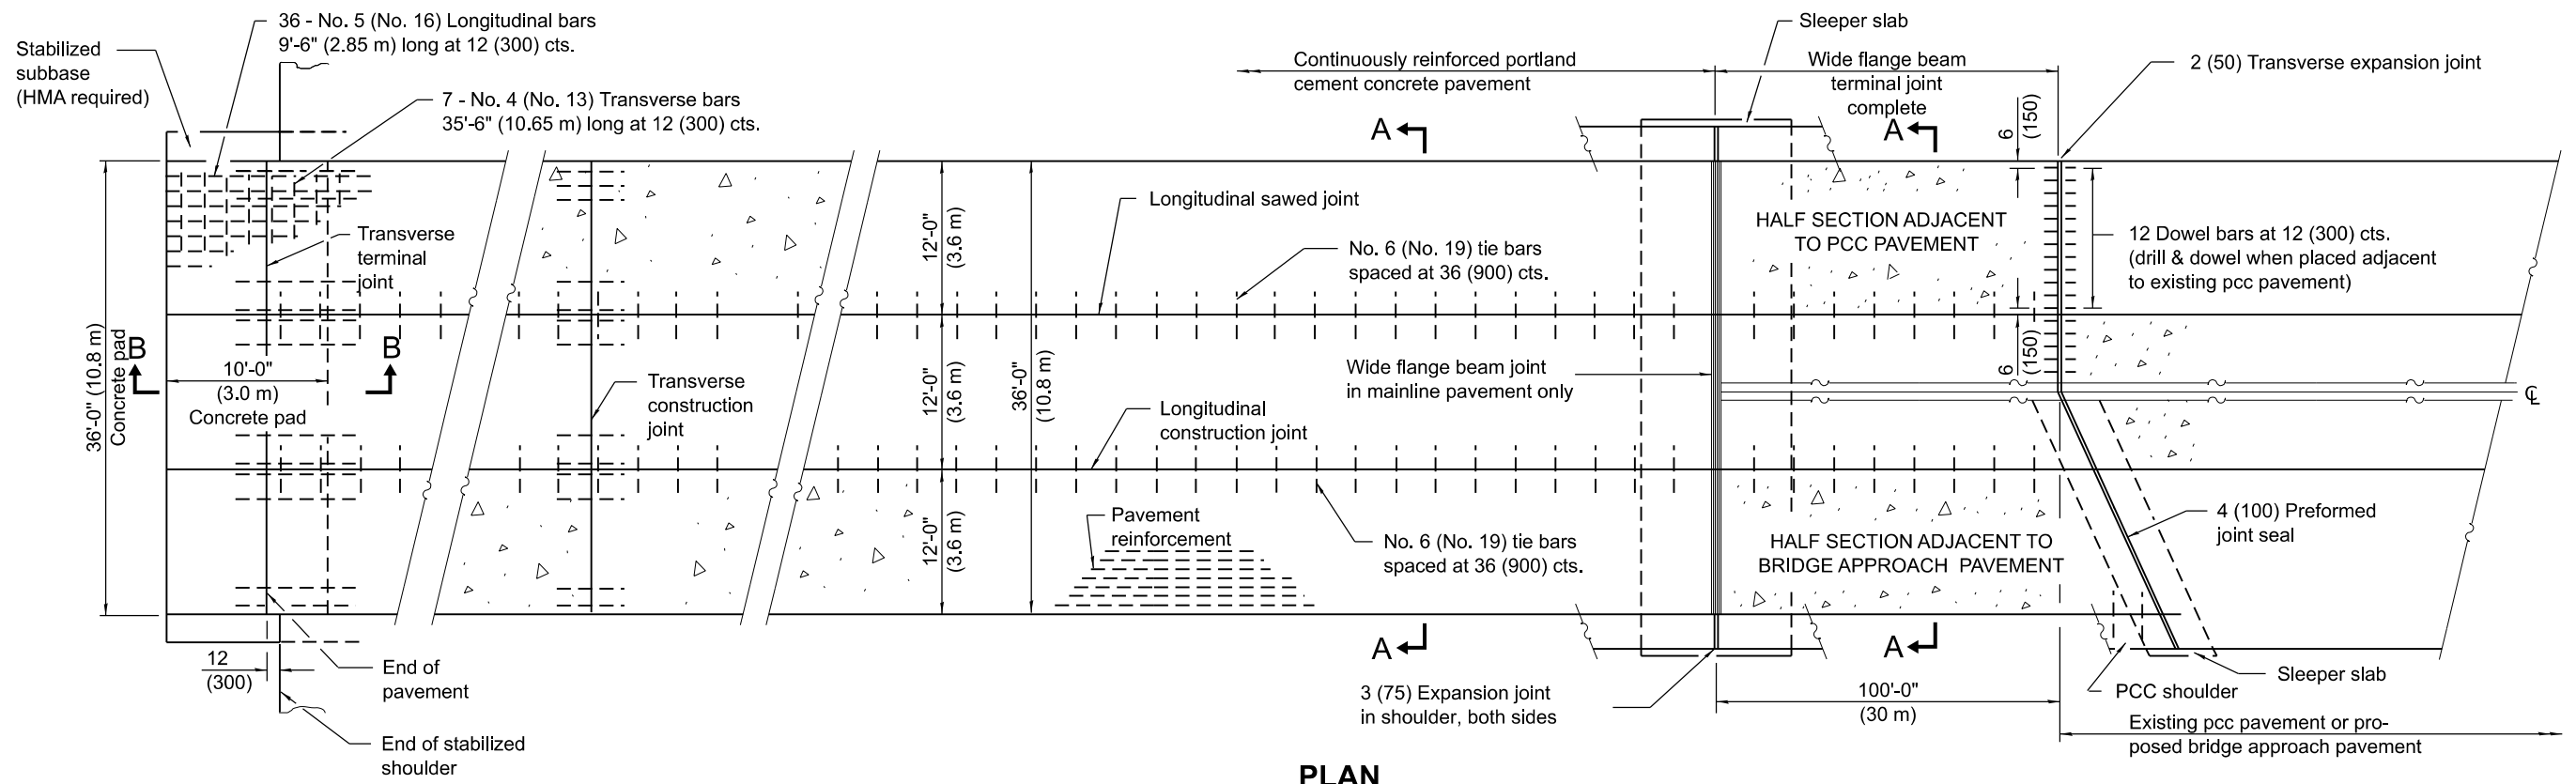 36 - No. 5 (No. 16) Longitudinal bars
9'-6" (2.85 m) long at 12 (300) cts.
Stabilized
subbase
(HMA required)
7 - No. 4 (No. 13) Transverse bars
35'-6" (10.65 m) long at 12 (300) cts.
Sleeper slab
Continuously reinforced portland
cement concrete pavement
Wide flange beam
terminal joint
complete
2 (50) Transverse expansion joint
A
A
6
(150)
Longitudinal sawed joint
HALF SECTION ADJACENT
TO PCC PAVEMENT
12 Dowel bars at 12 (300) cts.
(drill & dowel when placed adjacent
to existing pcc pavement)
Transverse
terminal
joint
No. 6 (No. 19) tie bars
spaced at 36 (900) cts.
12'-0"
(3.6 m)
36'-0" (10.8 m)
Concrete pad
B
B
10'-0"
(3.0 m)
Concrete pad
Transverse
construction
joint
12'-0"
(3.6 m)
36'-0"
(10.8 m)
Wide flange beam joint
in mainline pavement only
6
(150)
℄
Longitudinal
construction joint
12'-0"
(3.6 m)
Pavement
reinforcement
No. 6 (No. 19) tie bars
spaced at 36 (900) cts.
HALF SECTION ADJACENT TO
BRIDGE APPROACH PAVEMENT
4 (100) Preformed
joint seal
12
(300)
End of
pavement
A
A
3 (75) Expansion joint
in shoulder, both sides
100'-0"
(30 m)
PCC shoulder
Sleeper slab
Existing pcc pavement or pro-
posed bridge approach pavement
End of stabilized
shoulder
PLAN